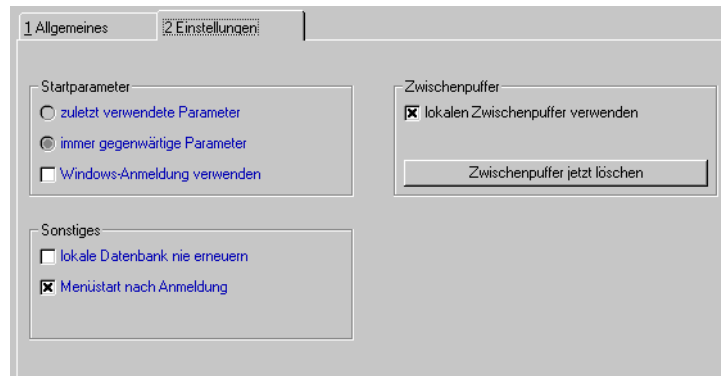 1 Allgemeines
2 Einstellungen
Startparameter
zuletzt verwendete Parameter
immer gegenwärtige Parameter
Windows-Anmeldung verwenden
Zwischenpuffer
lokalen Zwischenpuffer verwenden
Zwischenpuffer jetzt löschen
Sonstiges
lokale Datenbank nie erneuern
Menüstart nach Anmeldung